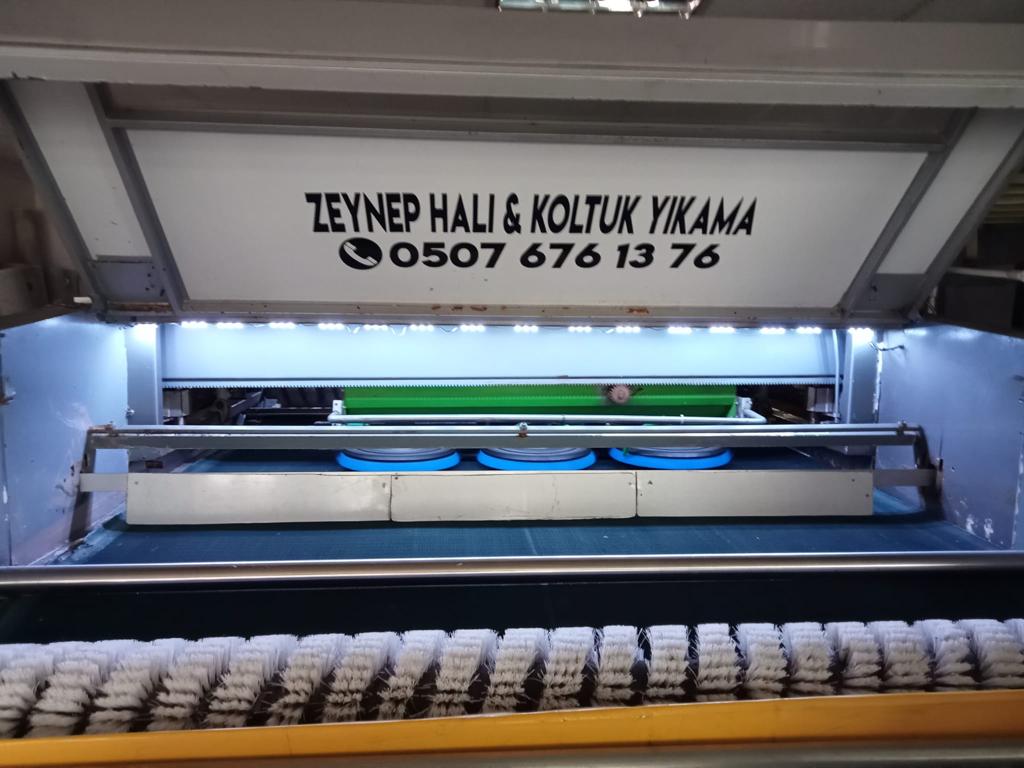 ZEYNEP HALI & KOLTUK YIKAMA
0507 676 13 76